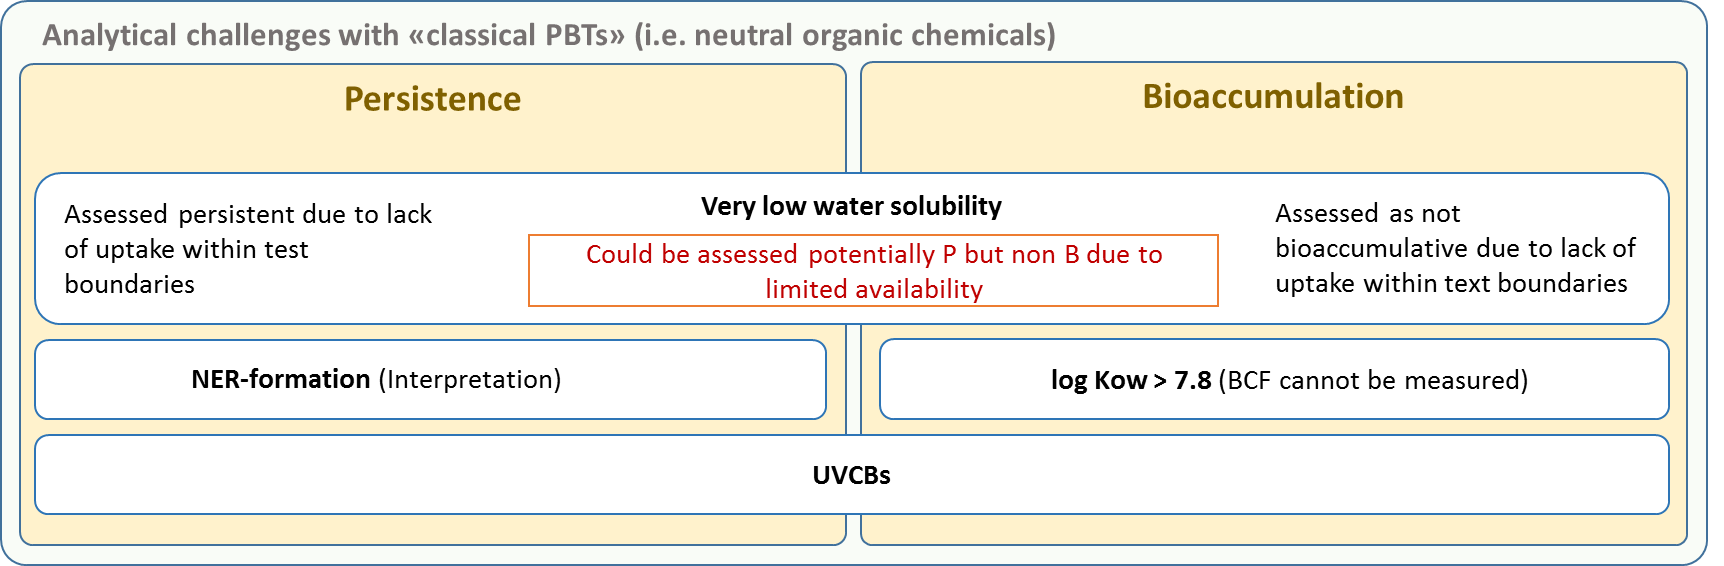 Analytical challenges with «classical PBTs» (i.e. neutral organic chemicals)
Persistence
Bioaccumulation
Assessed persistent due to lack
of uptake within test
boundaries
Very low water solubility
Could be assessed potentially P but non B due to
limited availability
Assessed as not
bioaccumulative due to lack of
uptake within text boundaries
NER-formation (Interpretation)
log Kow > 7.8 (BCF cannot be measured)
UVCBs